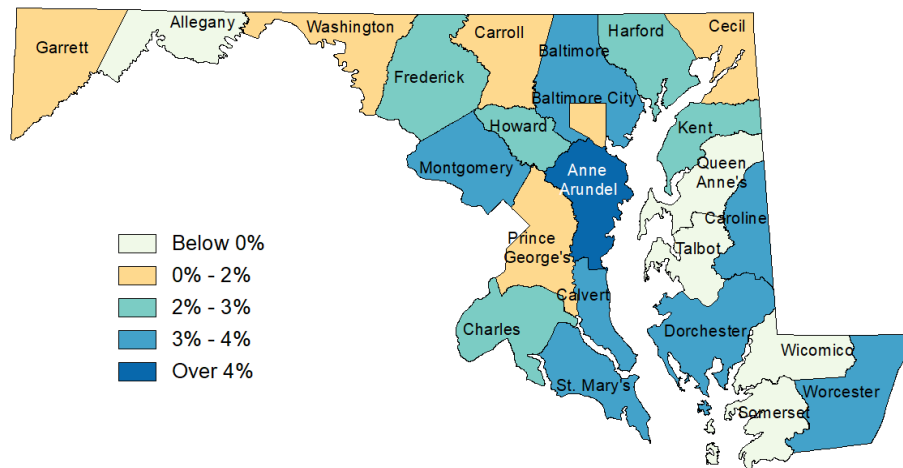 Allegany
Garrett
Washington
Carroll
Baltimore
Harford
Cecil
Frederick
Baltimore City
Howard
Kent
Montgomery
Anne
Arundel
Queen
Anne's
Caroline
Prince
George's
Talbot
Calvert
Charles
Dorchester
St. Mary's
Wicomico
Somerset
Worcester
Below 0%
0% - 2%
2% - 3%
3% - 4%
Over 4%